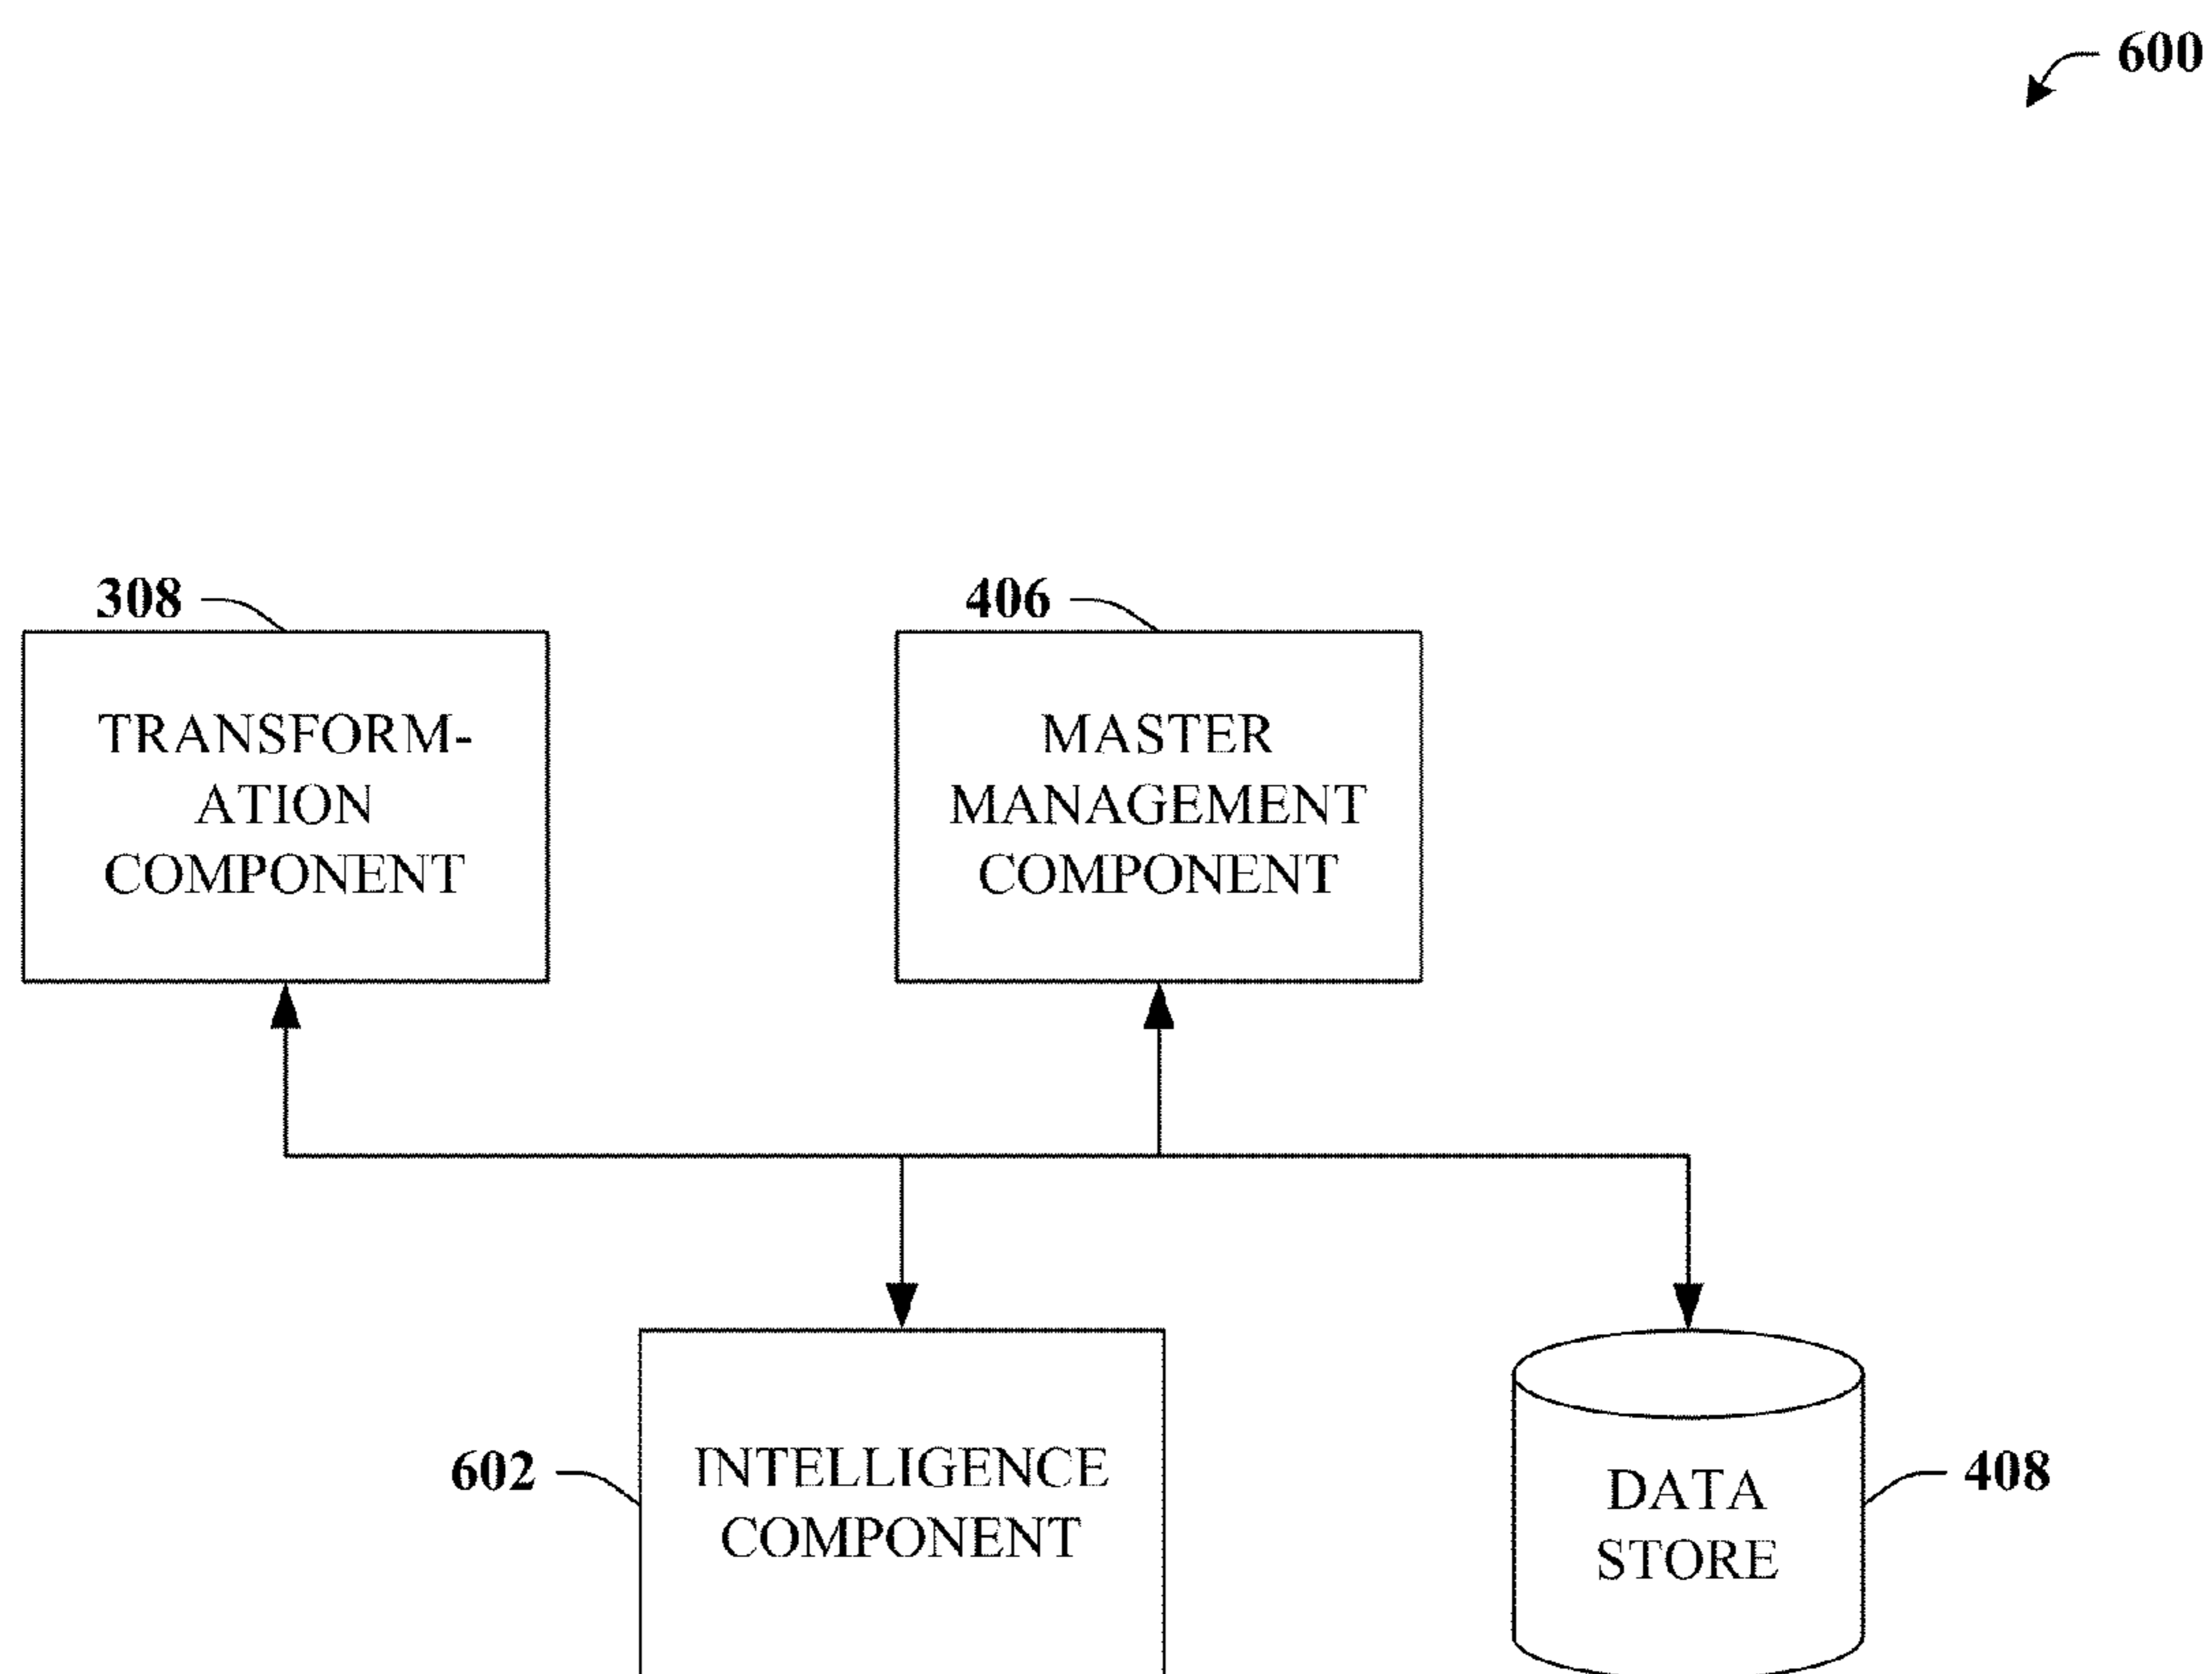 600
308
406
TRANSFORM-
ATION
COMPONENT
MASTER
MANAGEMENT
COMPONENT
602
INTELLIGENCE
COMPONENT
DATA
STORE
408